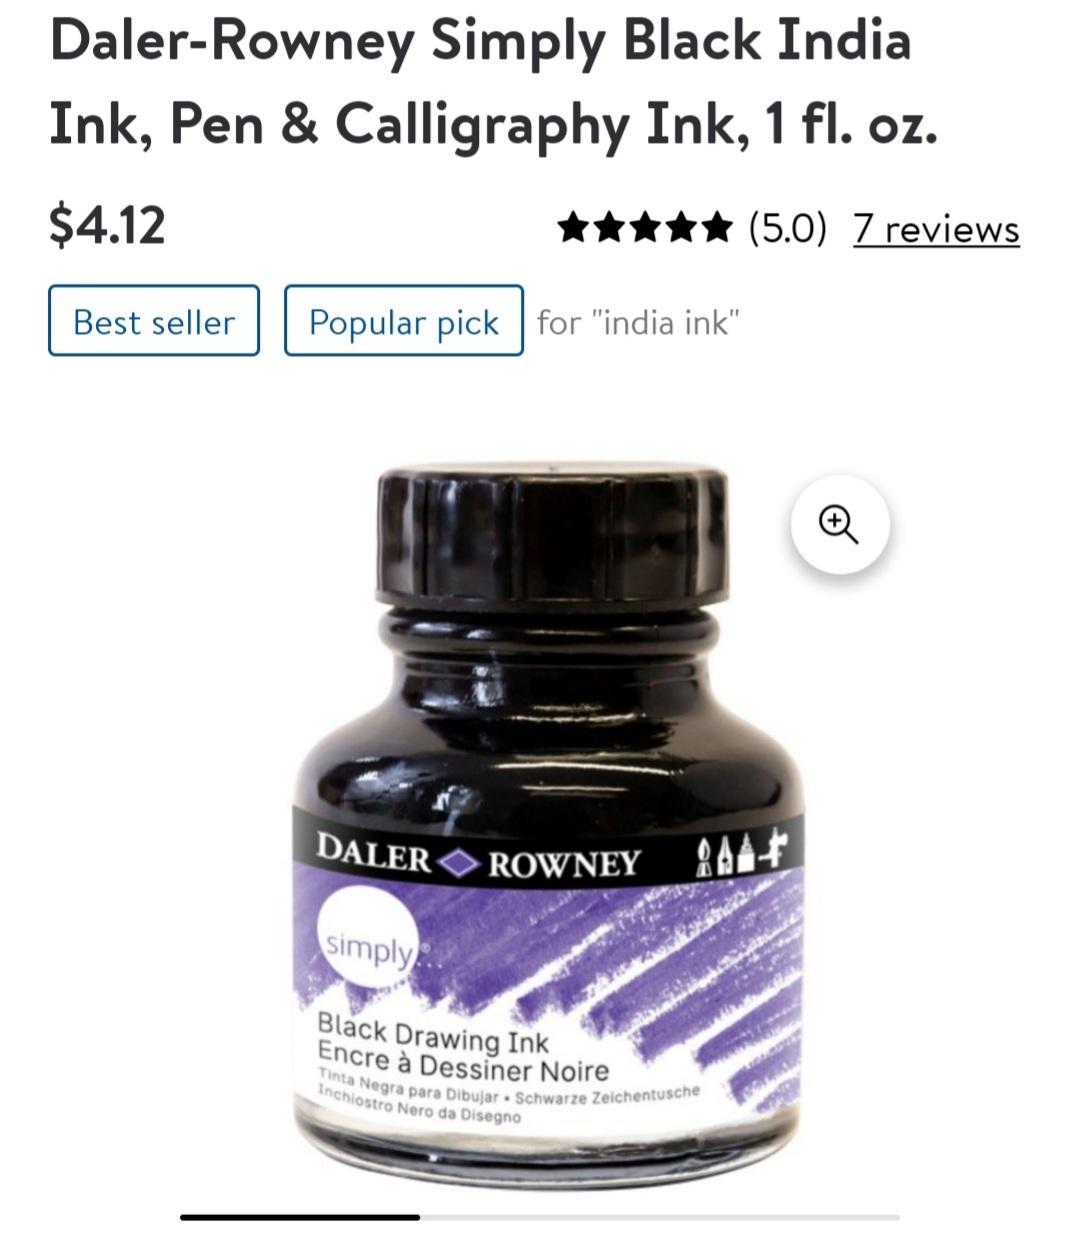 Daler-Rowney Simply Black India
Ink, Pen & Calligraphy Ink, 1 fl. oz.
$4.12
★★★★★ (5.0) 7 reviews
Best seller Popular pick for "india ink"
DALER ROWNEY
simply®...
Black Drawing Ink
Encre à Dessiner Noire
Tinta Negra para Dibujar • Schwarze Zeichentusche
Inchiostro Nero da Disegno